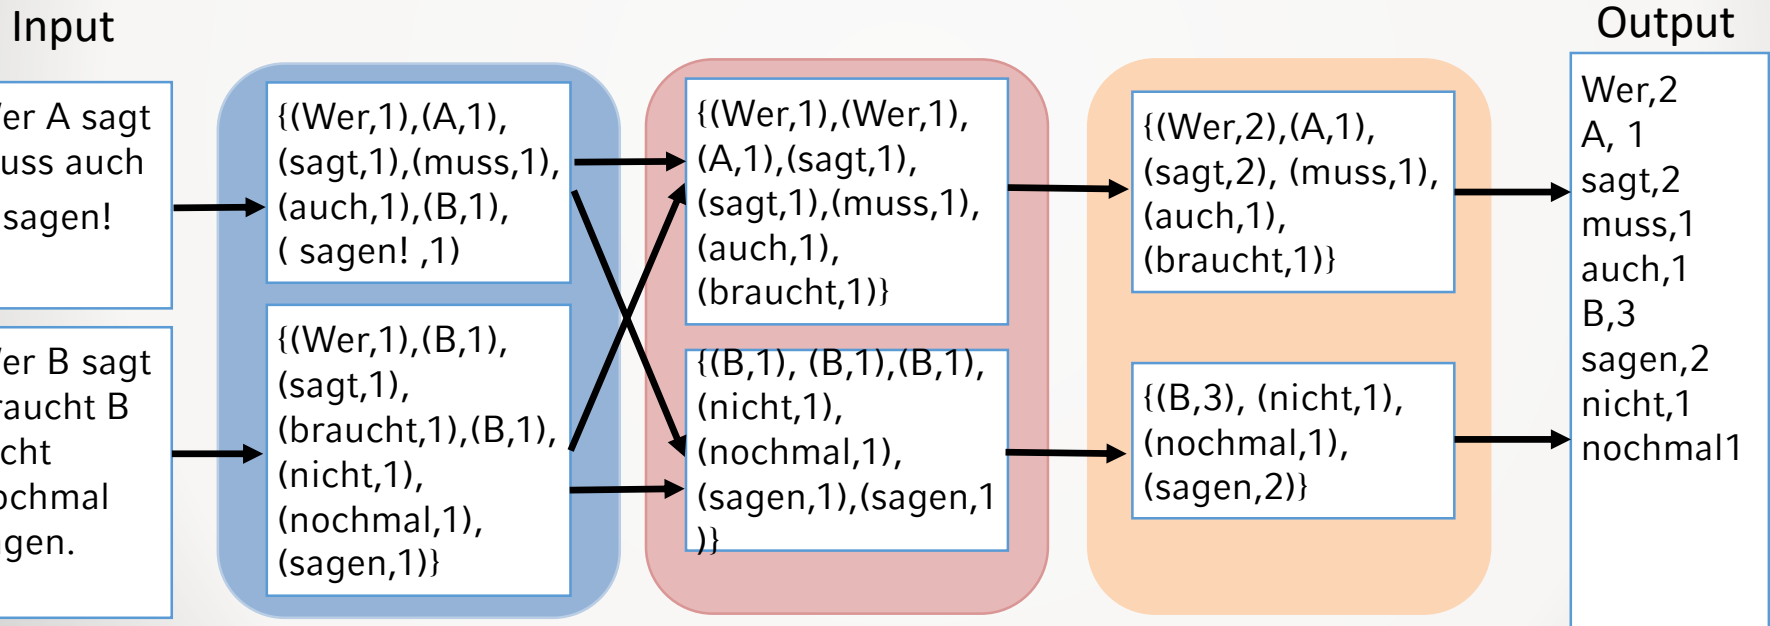 Input
er A sagt
uss auch
sagen!
er B sagt
raucht B
cht
ochmal
gen.
{(Wer,1),(A,1),
(sagt,1),(muss,1),
(auch,1),(B,1),
( sagen! ,1)
{(Wer,1),(B,1),
(sagt,1),
(braucht,1),(B,1),
(nicht,1),
(nochmal,1),
(sagen,1)}
{(Wer,1),(Wer,1),
(A,1),(sagt,1),
(sagt,1),(muss,1),
(auch,1),
(braucht,1)}
{(B,1), (B,1),(B,1),
(nicht,1),
(nochmal,1),
(sagen,1),(sagen,1
)}
{(Wer,2),(A,1),
(sagt,2), (muss,1),
(auch,1),
(braucht,1)}
{(B,3), (nicht,1),
(nochmal,1),
(sagen,2)}
Output
Wer,2
A, 1
sagt,2
muss,1
auch,1
B,3
sagen,2
nicht,1
nochmal1